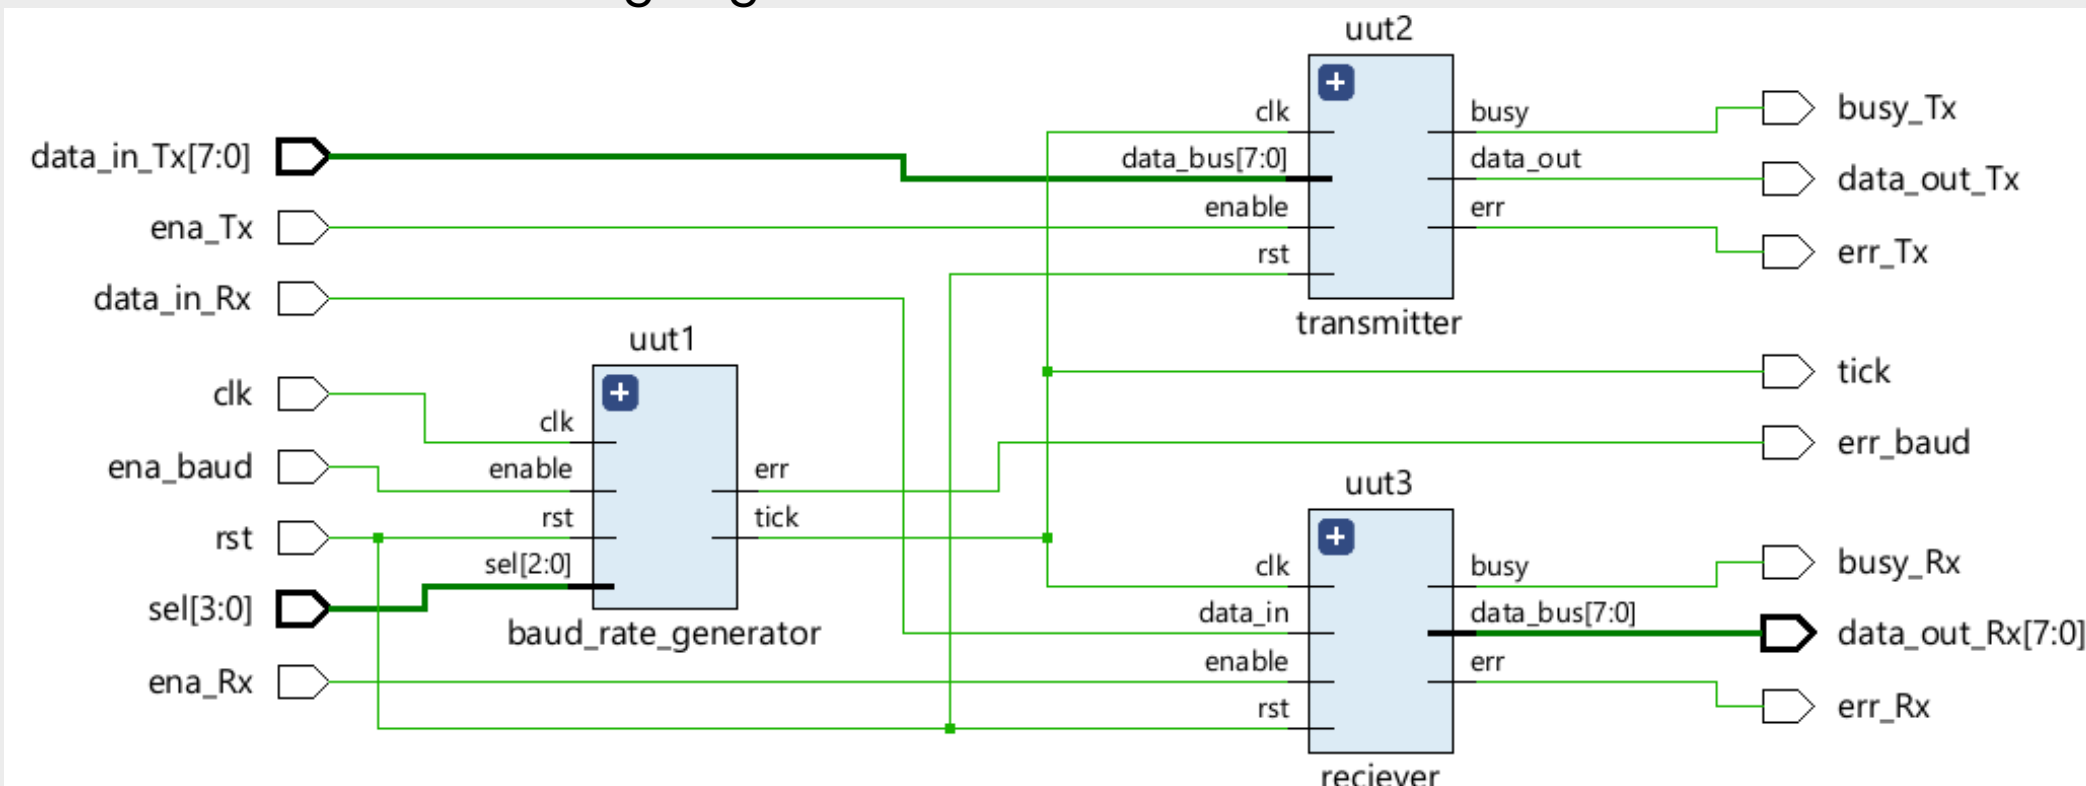 uut2
clk
data_bus[7:0]
enable
rst
busy
data_out
err
transmitter
data_in_Tx[7:0]
ena_Tx
data_in_Rx
clk
ena_baud
rst
sel[3:0]
ena_Rx
uut1
clk
enable
rst
sel[2:0]
err
tick
baud_rate_generator
uut3
clk
data_in
enable
rst
busy
data_bus[7:0]
err
reciever
busy_Tx
data_out_Tx
err_Tx
tick
err_baud
busy_Rx
data_out_Rx[7:0]
err_Rx